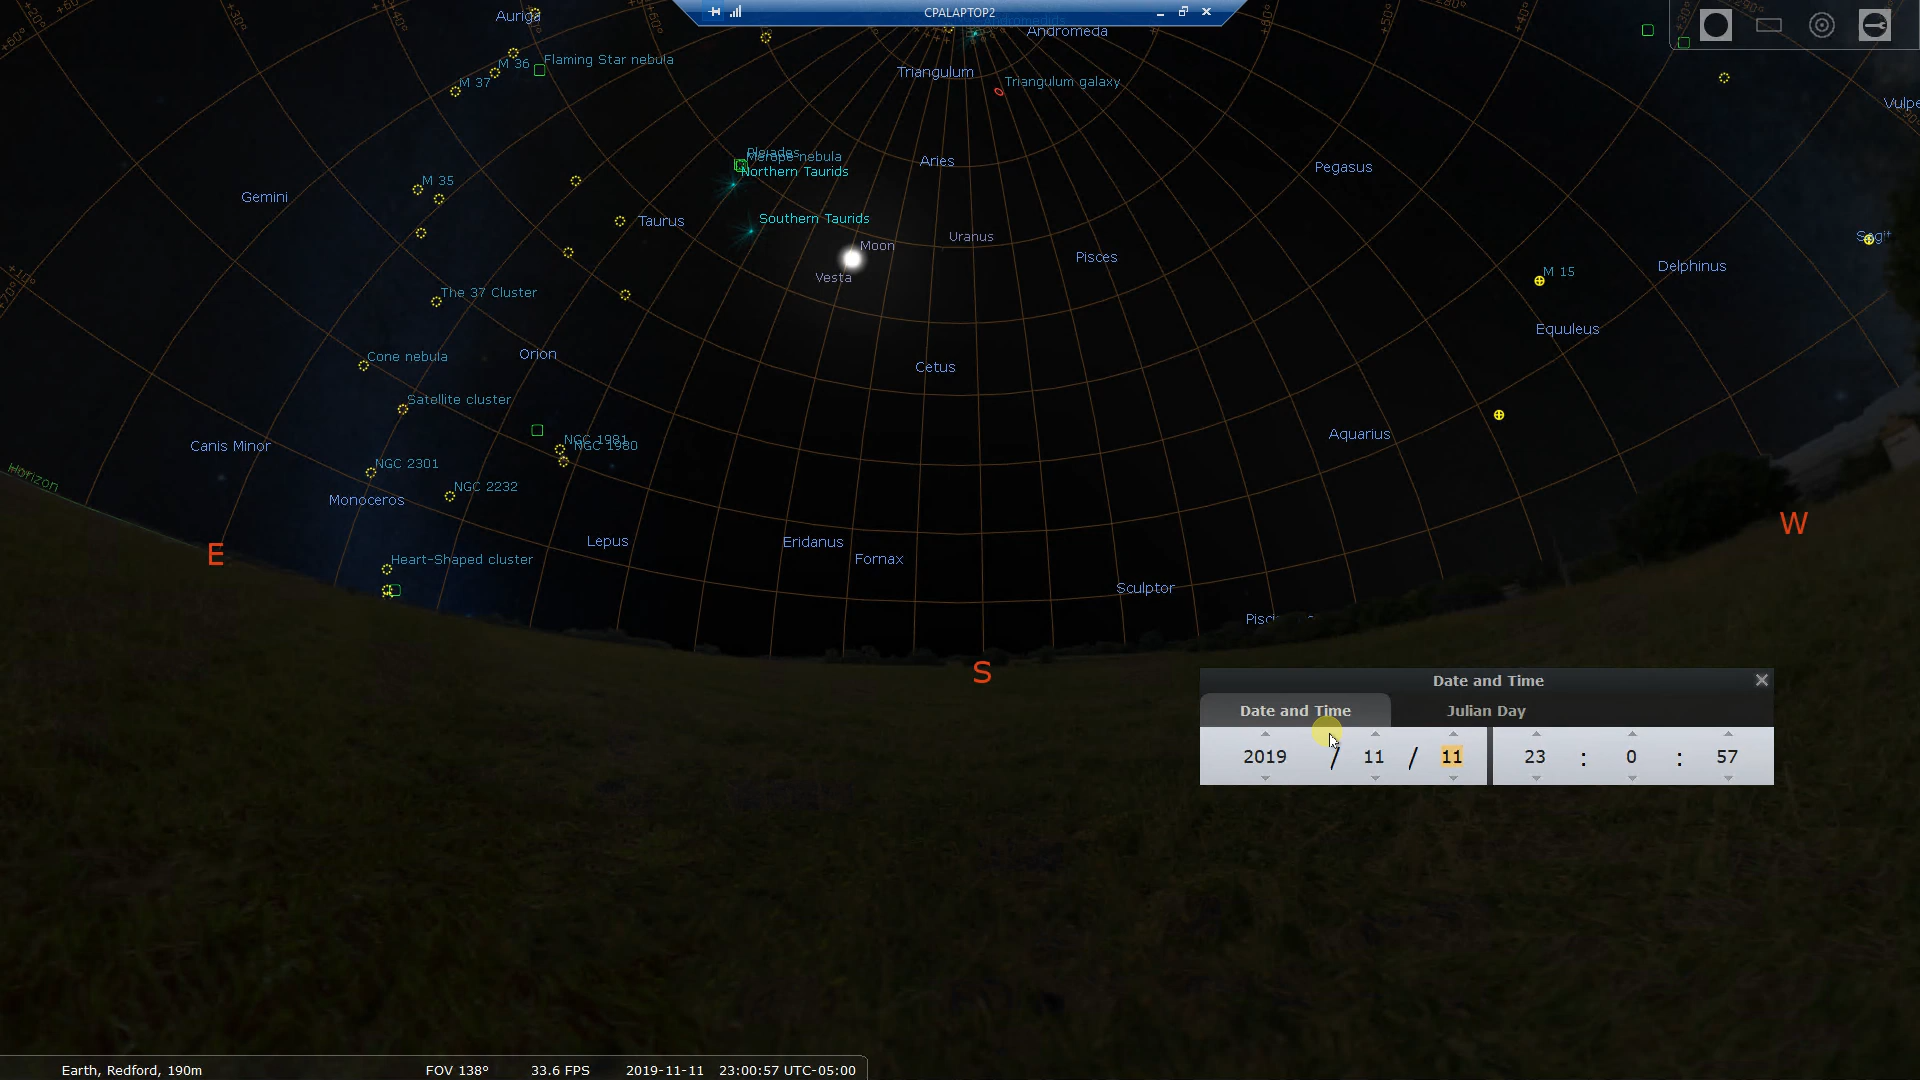 CPALAPTOP2
Auriga
Andromeda
M 36
Flaming Star nebula
Triangulum
M 37
Triangulum galaxy
Vulpe
Pleiades
Merope nebula
Aries
Pegasus
Northern Taurids
M 35
Gemini
Taurus
Southern Taurids
Moon
Uranus
Pisces
Vesta
Sagit
Delphinus
M 15
The 37 Cluster
Equuleus
Cone nebula
Orion
Cetus
Satellite cluster
Canis Minor
NGC 1981
NGC 1980
Aquarius
NGC 2301
Horizon
NGC 2232
Monoceros
W
E
Lepus
Eridanus
Fornax
Heart-Shaped cluster
Sculptor
S
Date and Time
Date and Time
Julian Day
2019 / 11 / 11 23 : 0 : 57
Earth, Redford, 190m FOV 138° 33.6 FPS 2019-11-11 23:00:57 UTC-05:00